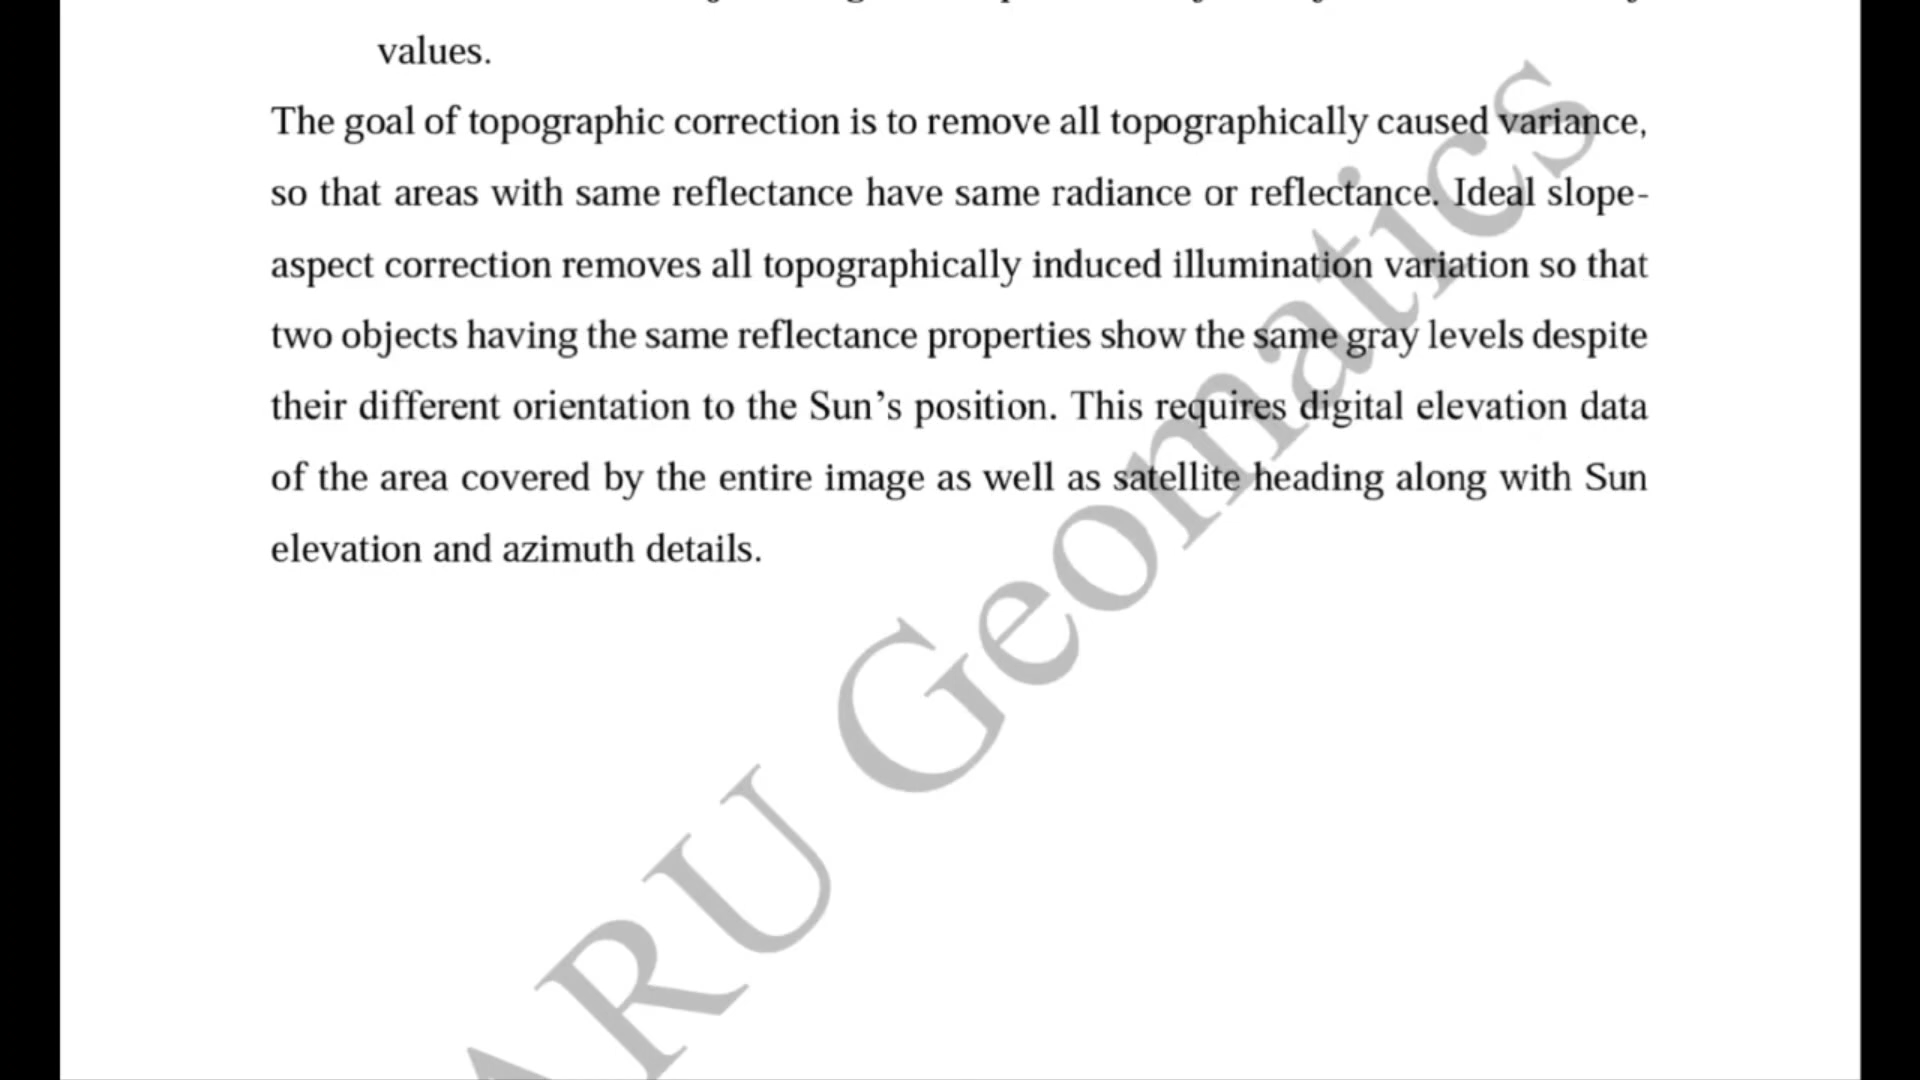 values.
The goal of topographic correction is to remove all topographically caused variance,
so that areas with same reflectance have same radiance or reflectance. Ideal slope-
aspect correction removes all topographically induced illumination variation so that
two objects having the same reflectance properties show the same gray levels despite
their different orientation to the Sun’s position. This requires digital elevation data
of the area covered by the entire image as well as satellite heading along with Sun
elevation and azimuth details.
ARU Geomatics